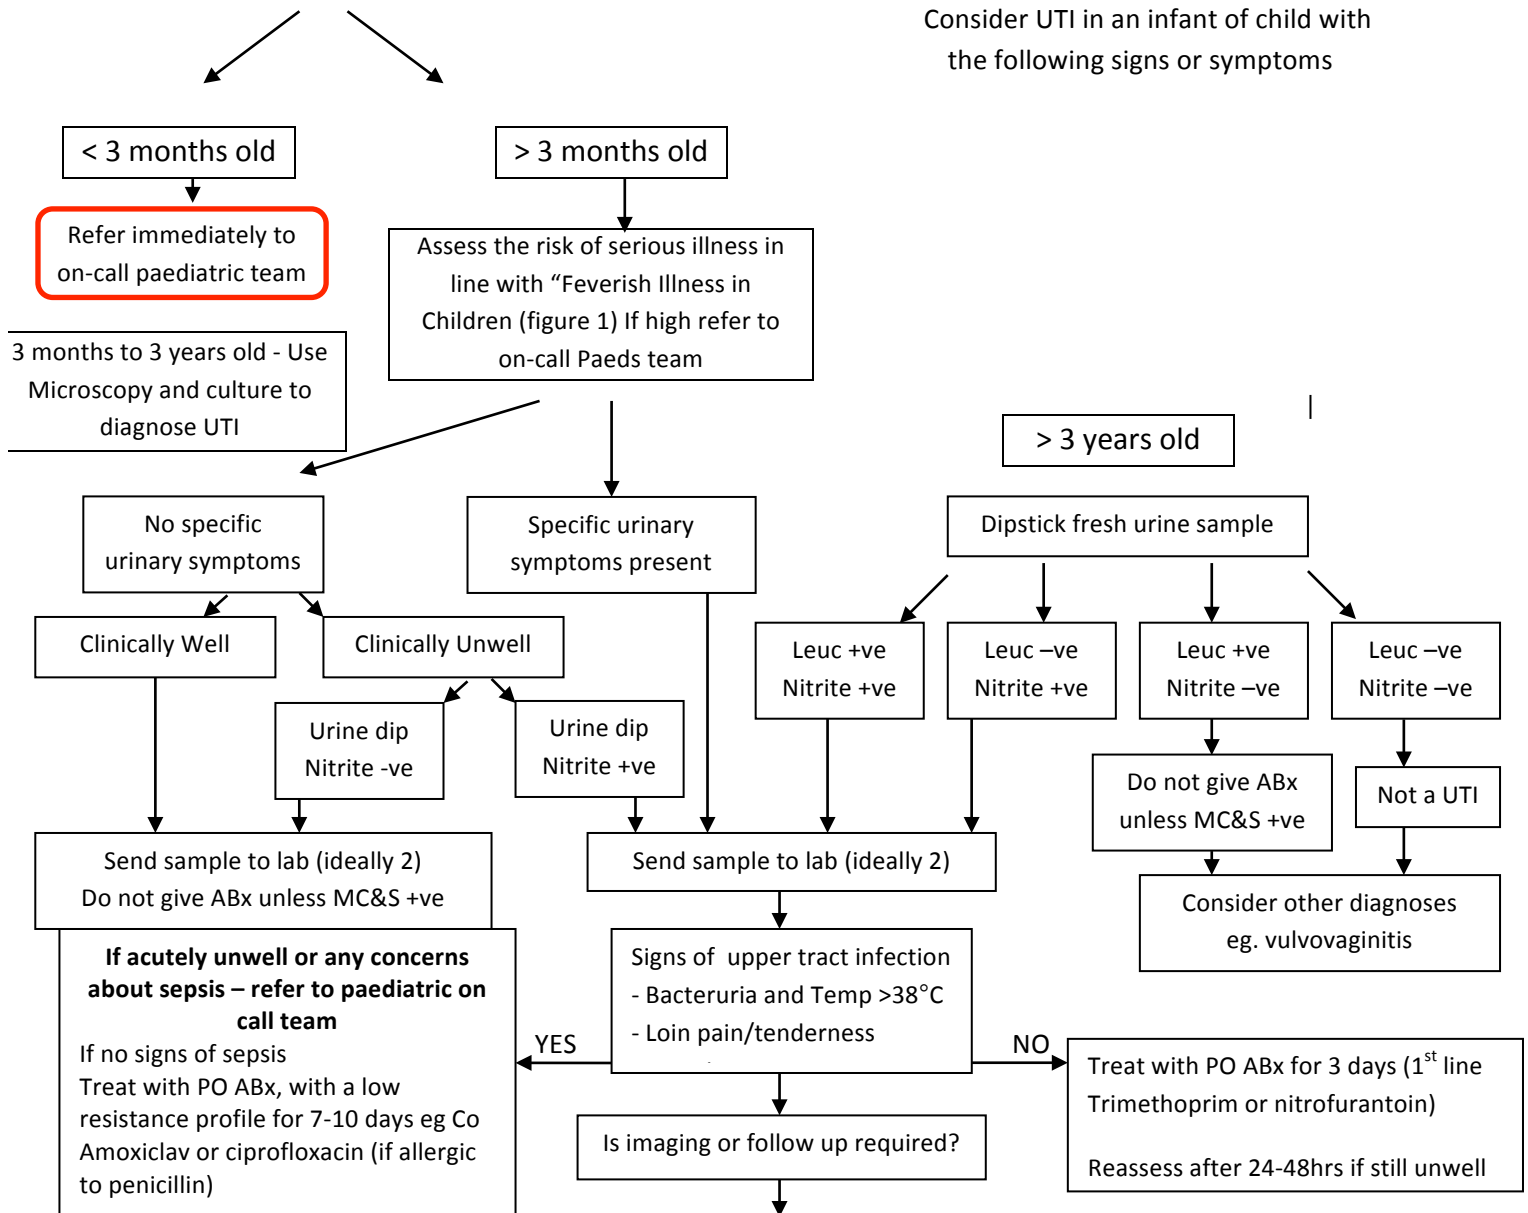 Consider UTI in an infant of child with
the following signs or symptoms
< 3 months old
> 3 months old
Refer immediately to
on-call paediatric team
Assess the risk of serious illness in
line with “Feverish Illness in
Children (figure 1) If high refer to
on-call Paeds team
3 months to 3 years old - Use
Microscopy and culture to
diagnose UTI
> 3 years old
No specific
urinary symptoms
Specific urinary
symptoms present
Dipstick fresh urine sample
Clinically Well
Clinically Unwell
Leuc +ve
Nitrite +ve
Leuc –ve
Nitrite +ve
Leuc +ve
Nitrite –ve
Leuc –ve
Nitrite –ve
Urine dip
Nitrite -ve
Urine dip
Nitrite +ve
Do not give ABx
unless MC&S +ve
Not a UTI
Send sample to lab (ideally 2)
Do not give ABx unless MC&S +ve
Send sample to lab (ideally 2)
Consider other diagnoses
eg. vulvovaginitis
If acutely unwell or any concerns
about sepsis – refer to paediatric on
call team
If no signs of sepsis
Treat with PO ABx, with a low
resistance profile for 7-10 days eg Co
Amoxiclav or ciprofloxacin (if allergic
to penicillin)
YES
Signs of upper tract infection
- Bacteruria and Temp >38°C
- Loin pain/tenderness
NO
Treat with PO ABx for 3 days (1st line
Trimethoprim or nitrofurantoin)
Reassess after 24-48hrs if still unwell
Is imaging or follow up required?